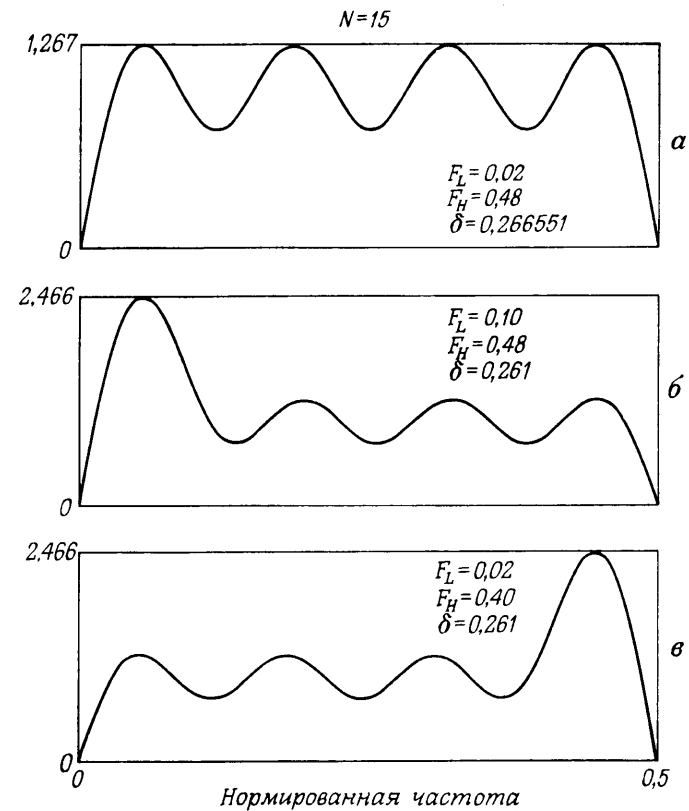 N=15
1,267
F_L=0,02
F_H=0,48
δ=0,266551
а
0
2,466
F_L=0,10
F_H=0,48
δ=0,261
б
0
2,466
F_L=0,02
F_H=0,40
δ=0,261
в
0
0
0,5
Нормированная частота